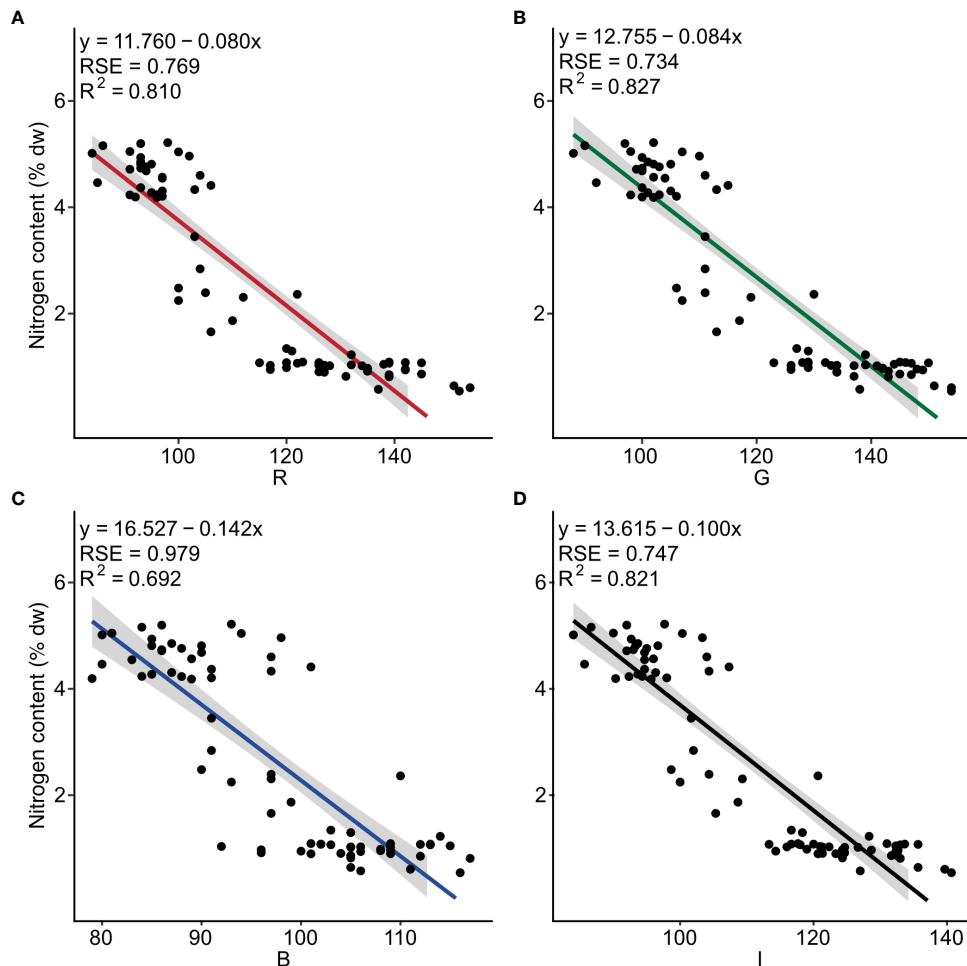 A
y = 11.760 − 0.080x
RSE = 0.769
R² = 0.810
Nitrogen content (% dw)
6
4
2
100 120 140
R
B
y = 12.755 − 0.084x
RSE = 0.734
R² = 0.827
6
4
2
100 120 140
G
C
y = 16.527 − 0.142x
RSE = 0.979
R² = 0.692
Nitrogen content (% dw)
6
4
2
80 90 100 110
B
D
y = 13.615 − 0.100x
RSE = 0.747
R² = 0.821
6
4
2
100 120 140
I